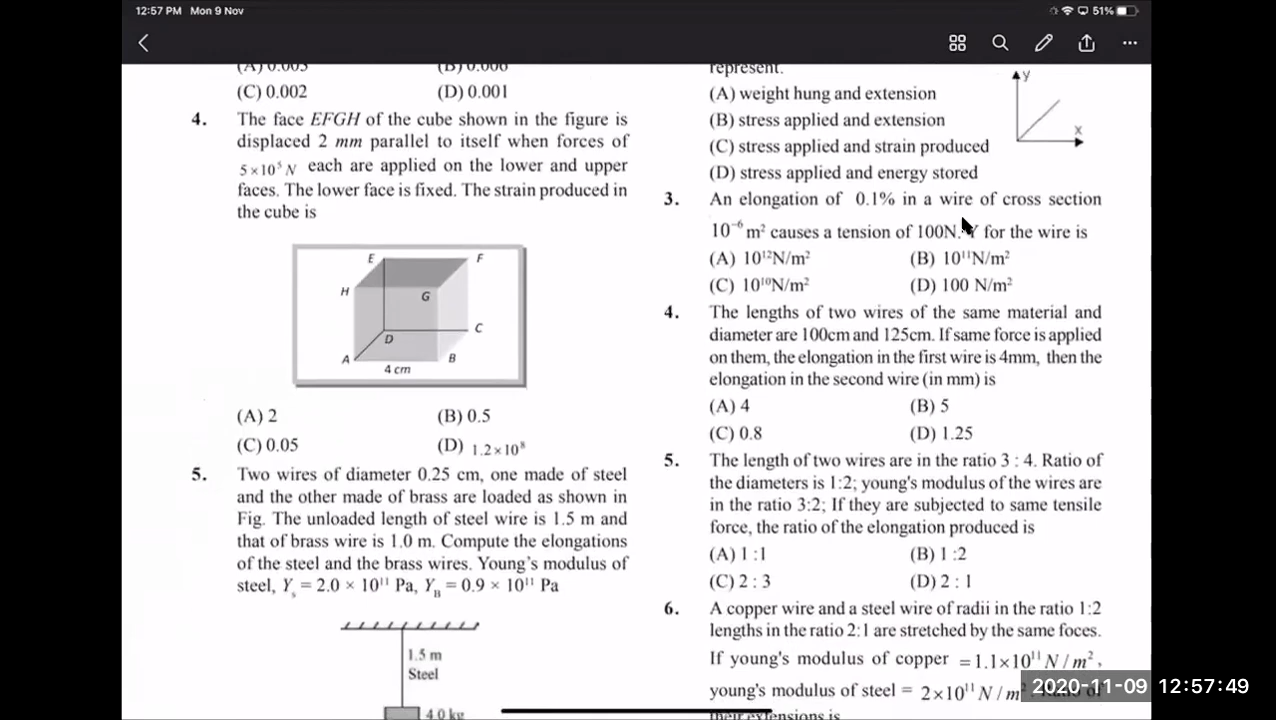 12:57 PM Mon 9 Nov
51%
(A) 0.005 (B) 0.006
(C) 0.002 (D) 0.001
4. The face EFGH of the cube shown in the figure is
displaced 2 mm parallel to itself when forces of
5×10⁵ N each are applied on the lower and upper
faces. The lower face is fixed. The strain produced in
the cube is
E F
H G
D C
A B
4 cm
(A) 2 (B) 0.5
(C) 0.05 (D) 1.2×10⁸
5. Two wires of diameter 0.25 cm, one made of steel
and the other made of brass are loaded as shown in
Fig. The unloaded length of steel wire is 1.5 m and
that of brass wire is 1.0 m. Compute the elongations
of the steel and the brass wires. Young's modulus of
steel, Yₛ = 2.0 × 10¹¹ Pa, Y_B = 0.9 × 10¹¹ Pa
1.5 m
Steel
4.0 kg
represent.
(A) weight hung and extension
(B) stress applied and extension
(C) stress applied and strain produced
(D) stress applied and energy stored
y
x
3. An elongation of 0.1% in a wire of cross section
10⁻⁶ m² causes a tension of 100N. Y for the wire is
(A) 10¹²N/m² (B) 10¹¹N/m²
(C) 10¹⁰N/m² (D) 100 N/m²
4. The lengths of two wires of the same material and
diameter are 100cm and 125cm. If same force is applied
on them, the elongation in the first wire is 4mm, then the
elongation in the second wire (in mm) is
(A) 4 (B) 5
(C) 0.8 (D) 1.25
5. The length of two wires are in the ratio 3 : 4. Ratio of
the diameters is 1:2; young's modulus of the wires are
in the ratio 3:2; If they are subjected to same tensile
force, the ratio of the elongation produced is
(A) 1 :1 (B) 1 :2
(C) 2 : 3 (D) 2 : 1
6. A copper wire and a steel wire of radii in the ratio 1:2
lengths in the ratio 2:1 are stretched by the same foces.
If young's modulus of copper = 1.1×10¹¹ N / m²,
young's modulus of steel = 2×10¹¹ N / m² . Ratio of
their extensions is
2020-11-09 12:57:49